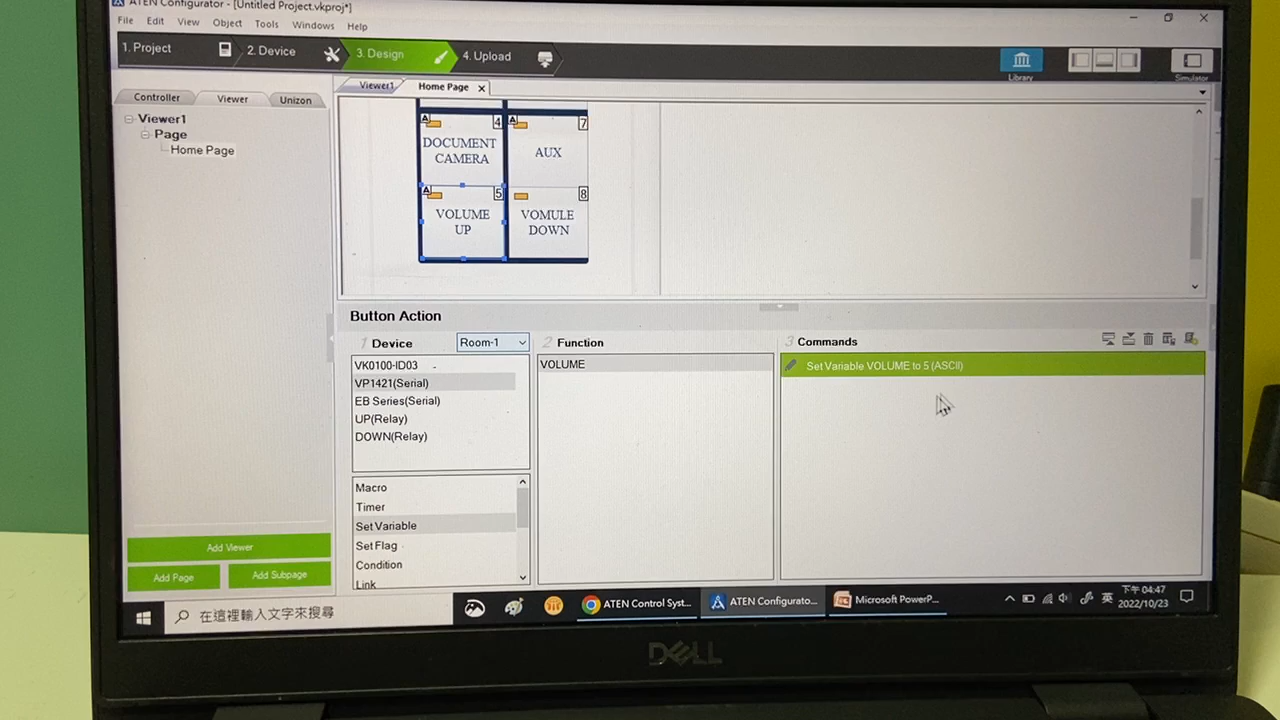 ATEN Configurator - [Untitled Project.vkproj*]
File Edit View Object Tools Windows Help
1. Project 2. Device 3. Design 4. Upload
Library Simulator
Controller Viewer Unizon
Viewer1 Home Page
Viewer1
Page
Home Page
A 4 A 7
DOCUMENT CAMERA
AUX
A 5 8
VOLUME UP
VOMULE DOWN
Button Action
1 Device Room-1 2 Function 3 Commands
VK0100-ID03
VP1421(Serial)
EB Series(Serial)
UP(Relay)
DOWN(Relay)
VOLUME
Set Variable VOLUME to 5 (ASCII)
Macro
Timer
Set Variable
Set Flag
Condition
Link
Add Viewer
Add Page Add Subpage
在這裡輸入文字來搜尋
ATEN Control Syst...
ATEN Configurato...
Microsoft PowerP...
英
下午 04:47
2022/10/23
DELL